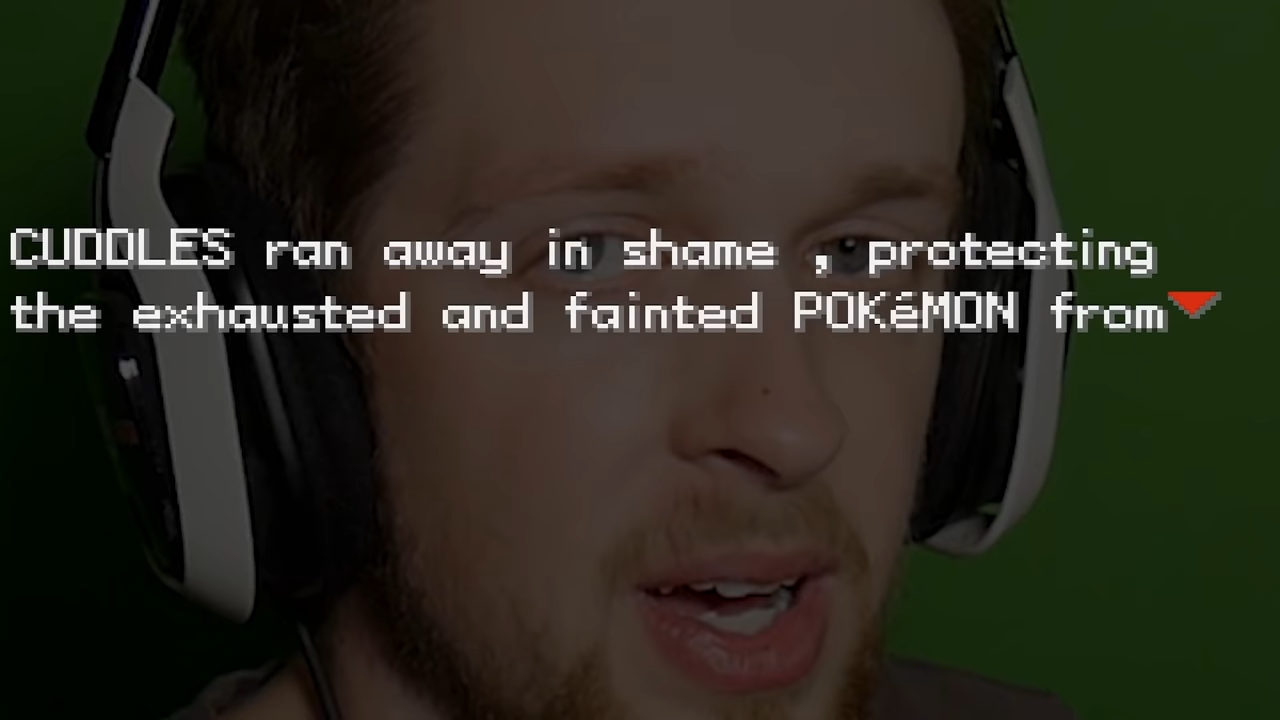 CUDDLES ran away in shame , protecting
the exhausted and fainted POKéMON from